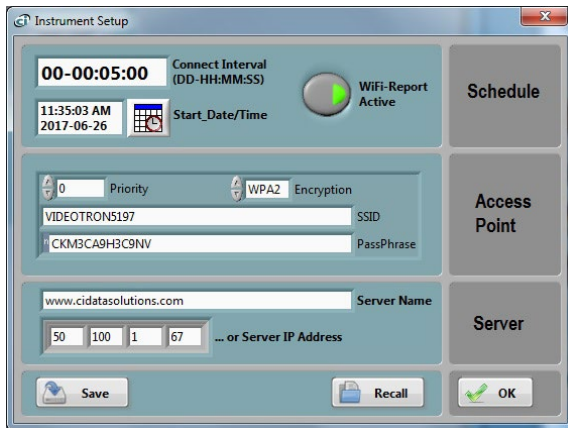 Instrument Setup
00-00:05:00
Connect Interval
(DD-HH:MM:SS)
WiFi-Report
Active
Schedule
11:35:03 AM
2017-06-26
Start_Date/Time
0
Priority
WPA2
Encryption
Access
Point
VIDEOTRON5197
SSID
CKM3CA9H3C9NV
PassPhrase
www.cidatasolutions.com
Server Name
50
100
1
67
... or Server IP Address
Server
Save
Recall
OK